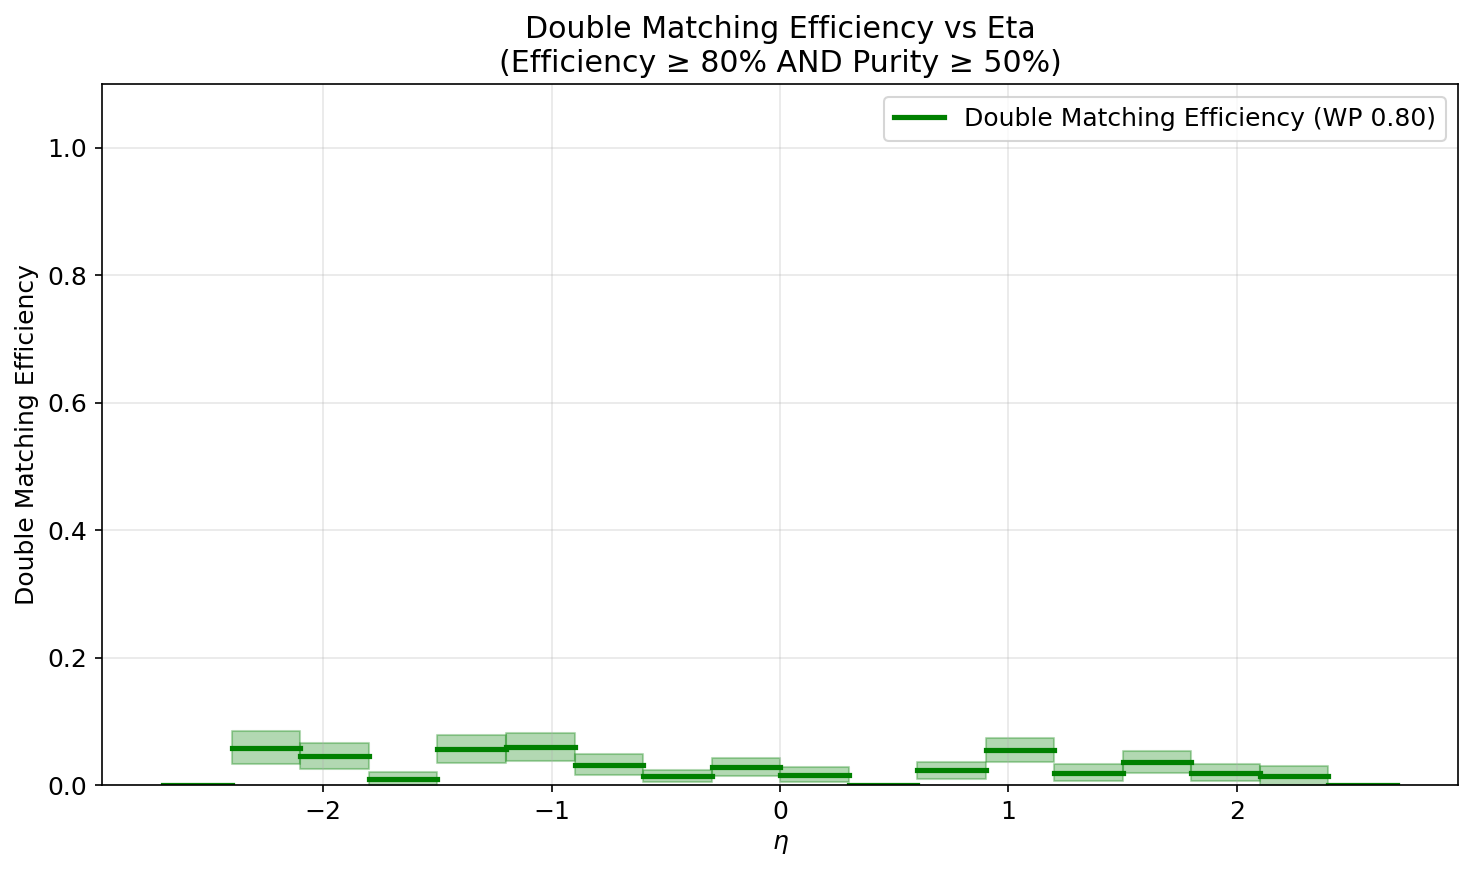 Double Matching Efficiency vs Eta
(Efficiency ≥ 80% AND Purity ≥ 50%)
Double Matching Efficiency (WP 0.80)
Double Matching Efficiency
1.0
0.8
0.6
0.4
0.2
0.0
−2
−1
0
1
2
η